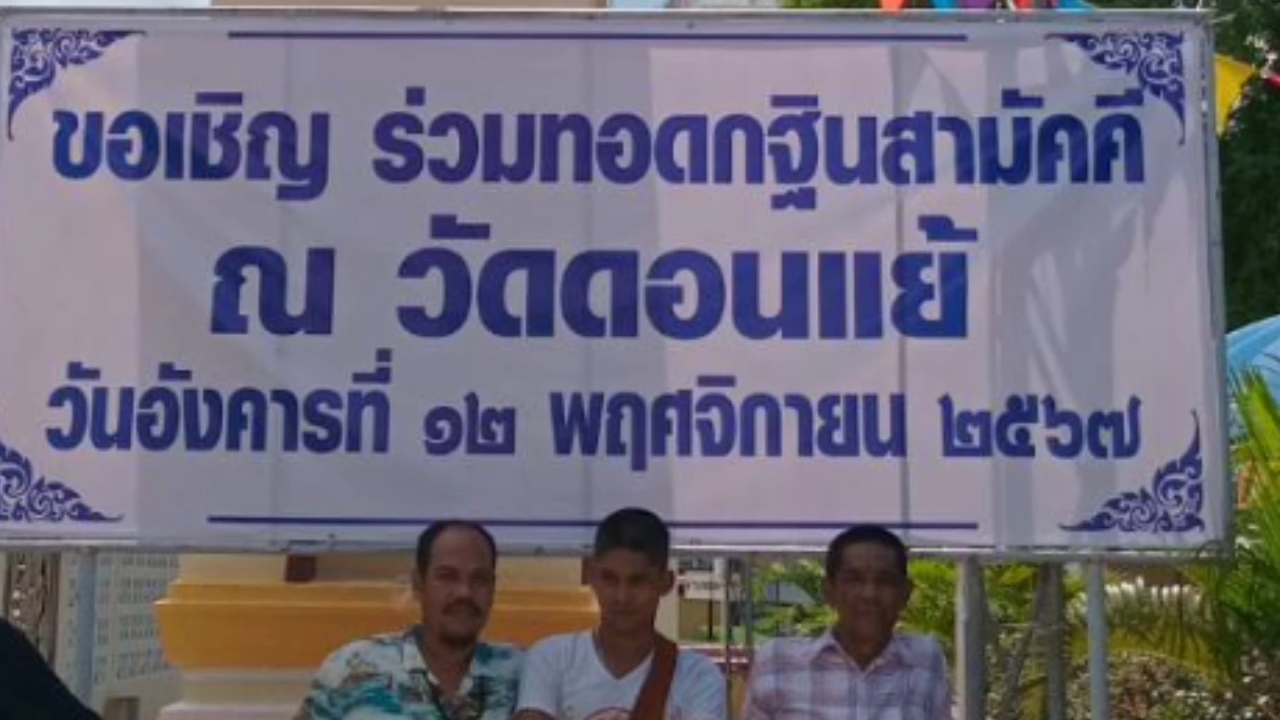 ขอเชิญ ร่วมทอดกฐินสามัคคี
ณ วัดดอนแย้
วันอังคารที่ ๑๒ พฤศจิกายน ๒๕๖๗